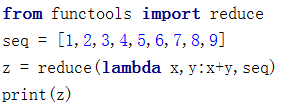 from functools import reduce
seq = [1,2,3,4,5,6,7,8,9]
z = reduce(lambda x,y:x+y,seq)
print(z)